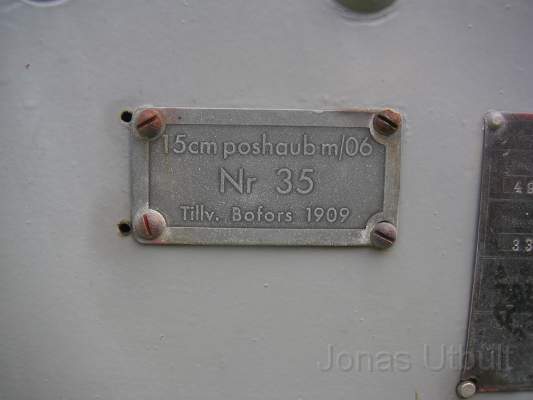 15cm poshaub m/06
Nr 35
Tillv. Bofors 1909
Jonas Utbult